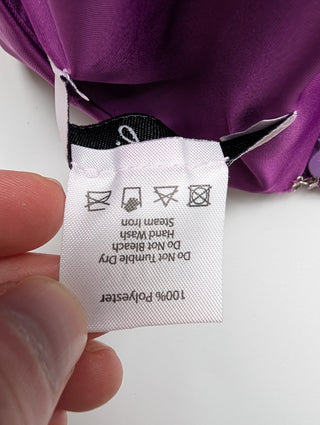 100% Polyester
Do Not Tumble Dry
Do Not Bleach
Hand Wash
Steam Iron